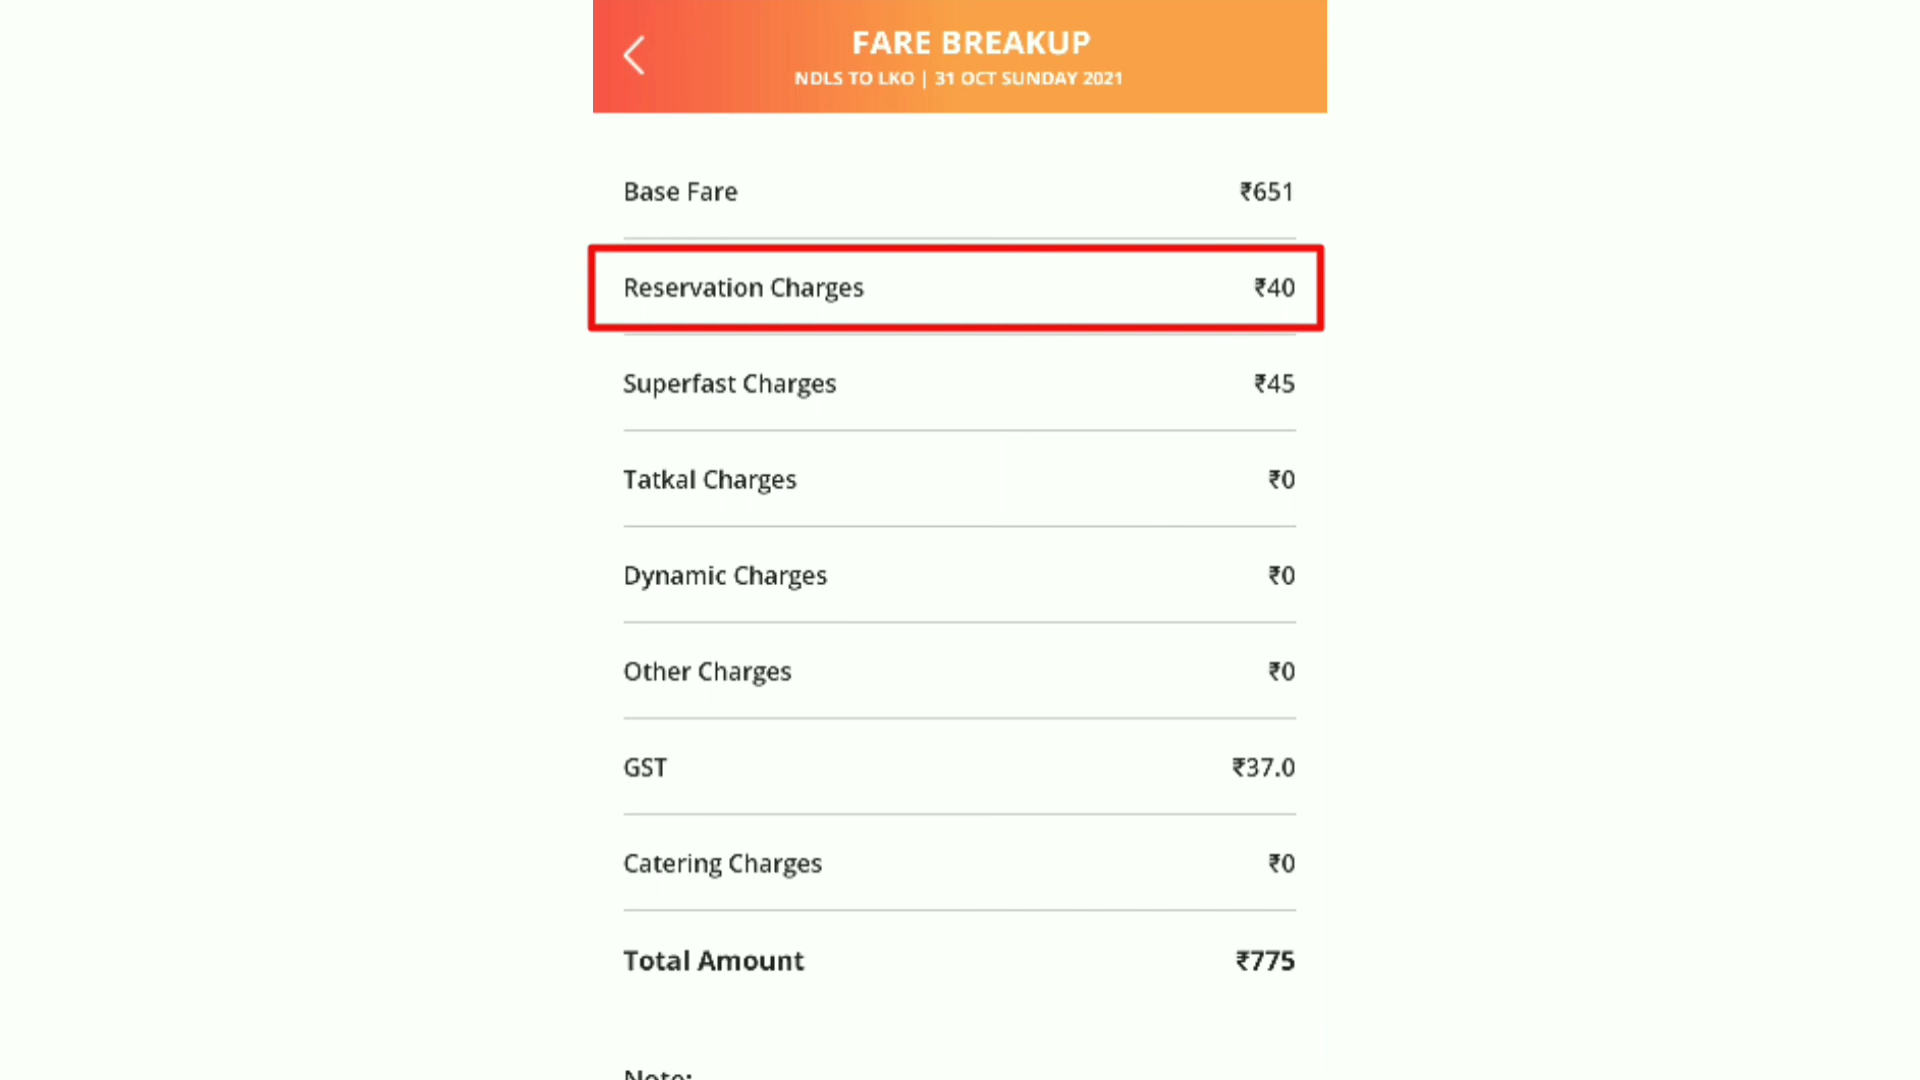 FARE BREAKUP
NDLS TO LKO | 31 OCT SUNDAY 2021
Base Fare ₹651
Reservation Charges ₹40
Superfast Charges ₹45
Tatkal Charges ₹0
Dynamic Charges ₹0
Other Charges ₹0
GST ₹37.0
Catering Charges ₹0
Total Amount ₹775
Note: